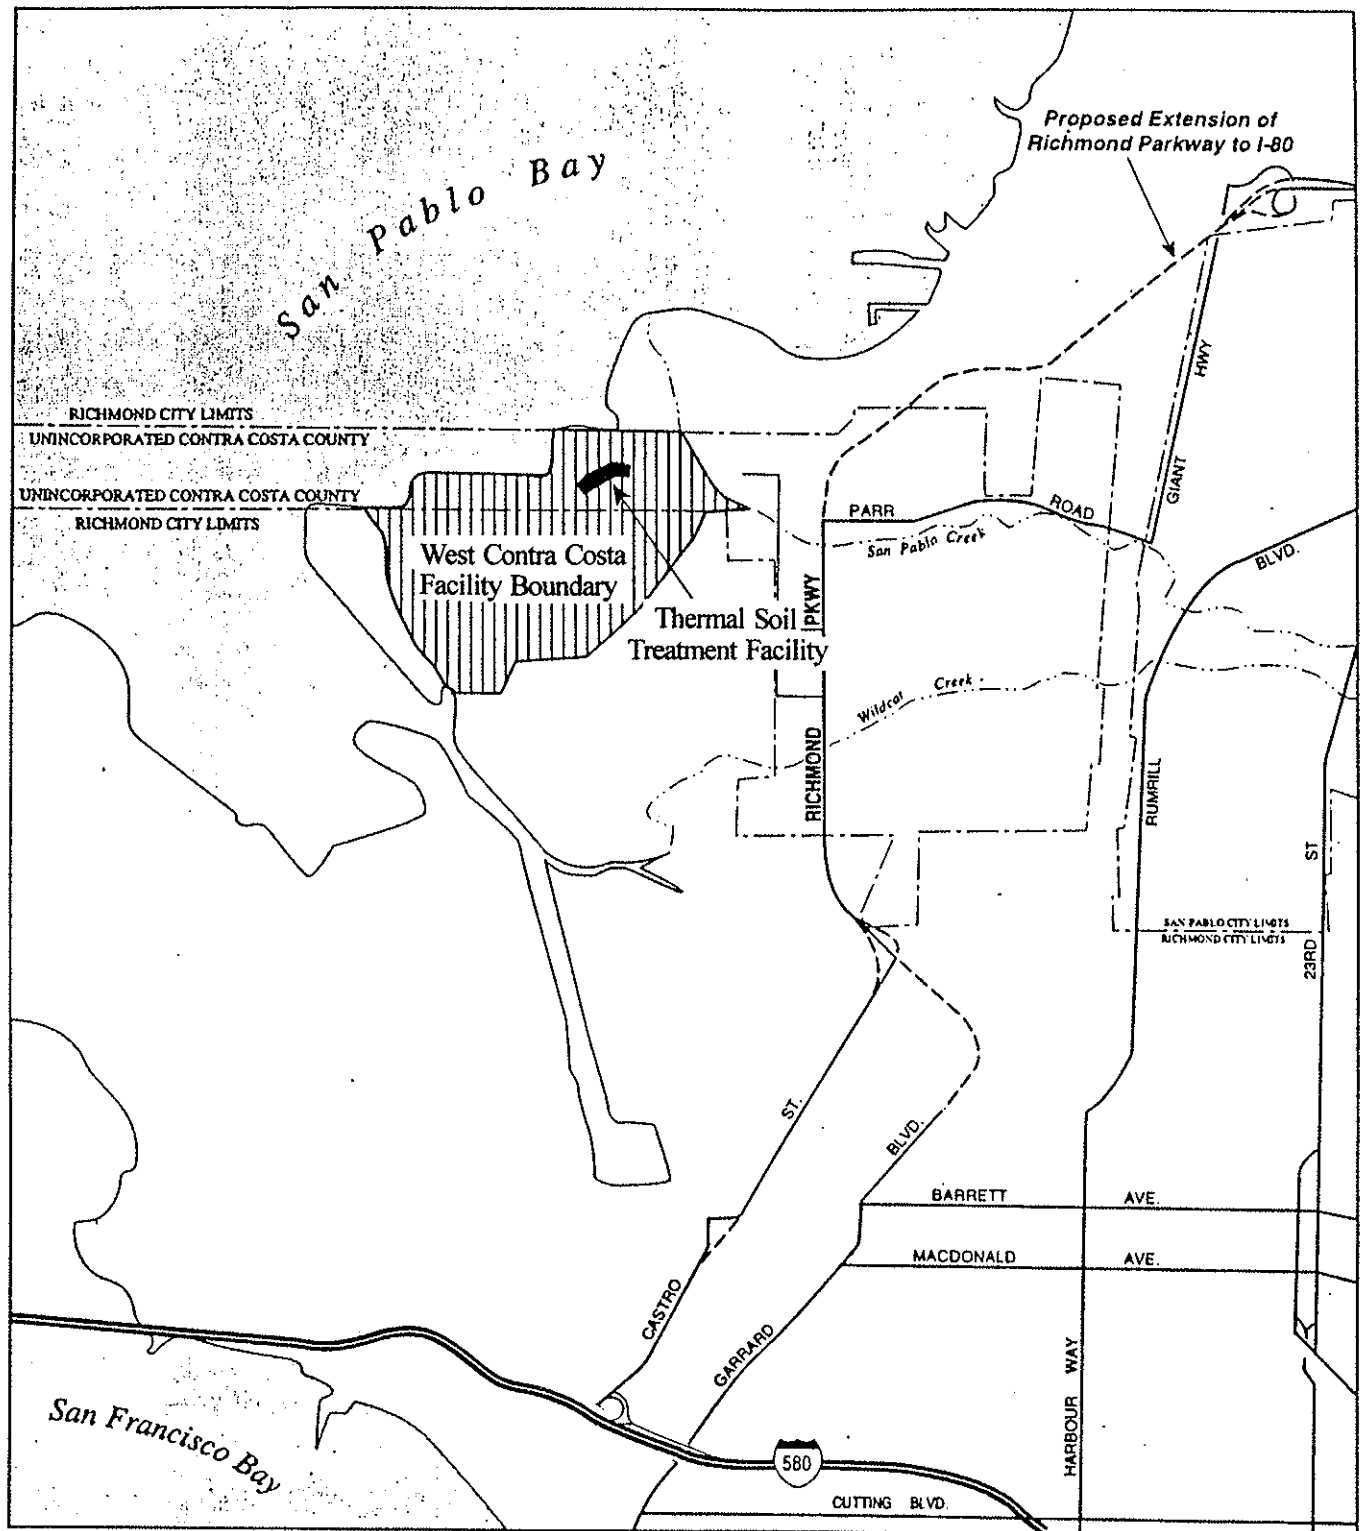 Proposed Extension of
Richmond Parkway to I-80
San Pablo Bay
RICHMOND CITY LIMITS
UNINCORPORATED CONTRA COSTA COUNTY
UNINCORPORATED CONTRA COSTA COUNTY
RICHMOND CITY LIMITS
GIANT HWY
PARR ROAD
San Pablo Creek
BLVD.
West Contra Costa
Facility Boundary
Thermal Soil
Treatment Facility
RICHMOND PKWY
Wildcat Creek
RUMRILL
SAN PABLO CITY LIMITS
RICHMOND CITY LIMITS
23RD ST
CASTRO ST.
GARRARD BLVD.
BARRETT AVE.
MACDONALD AVE.
HARBOUR WAY
San Francisco Bay
580
CUTTING BLVD.